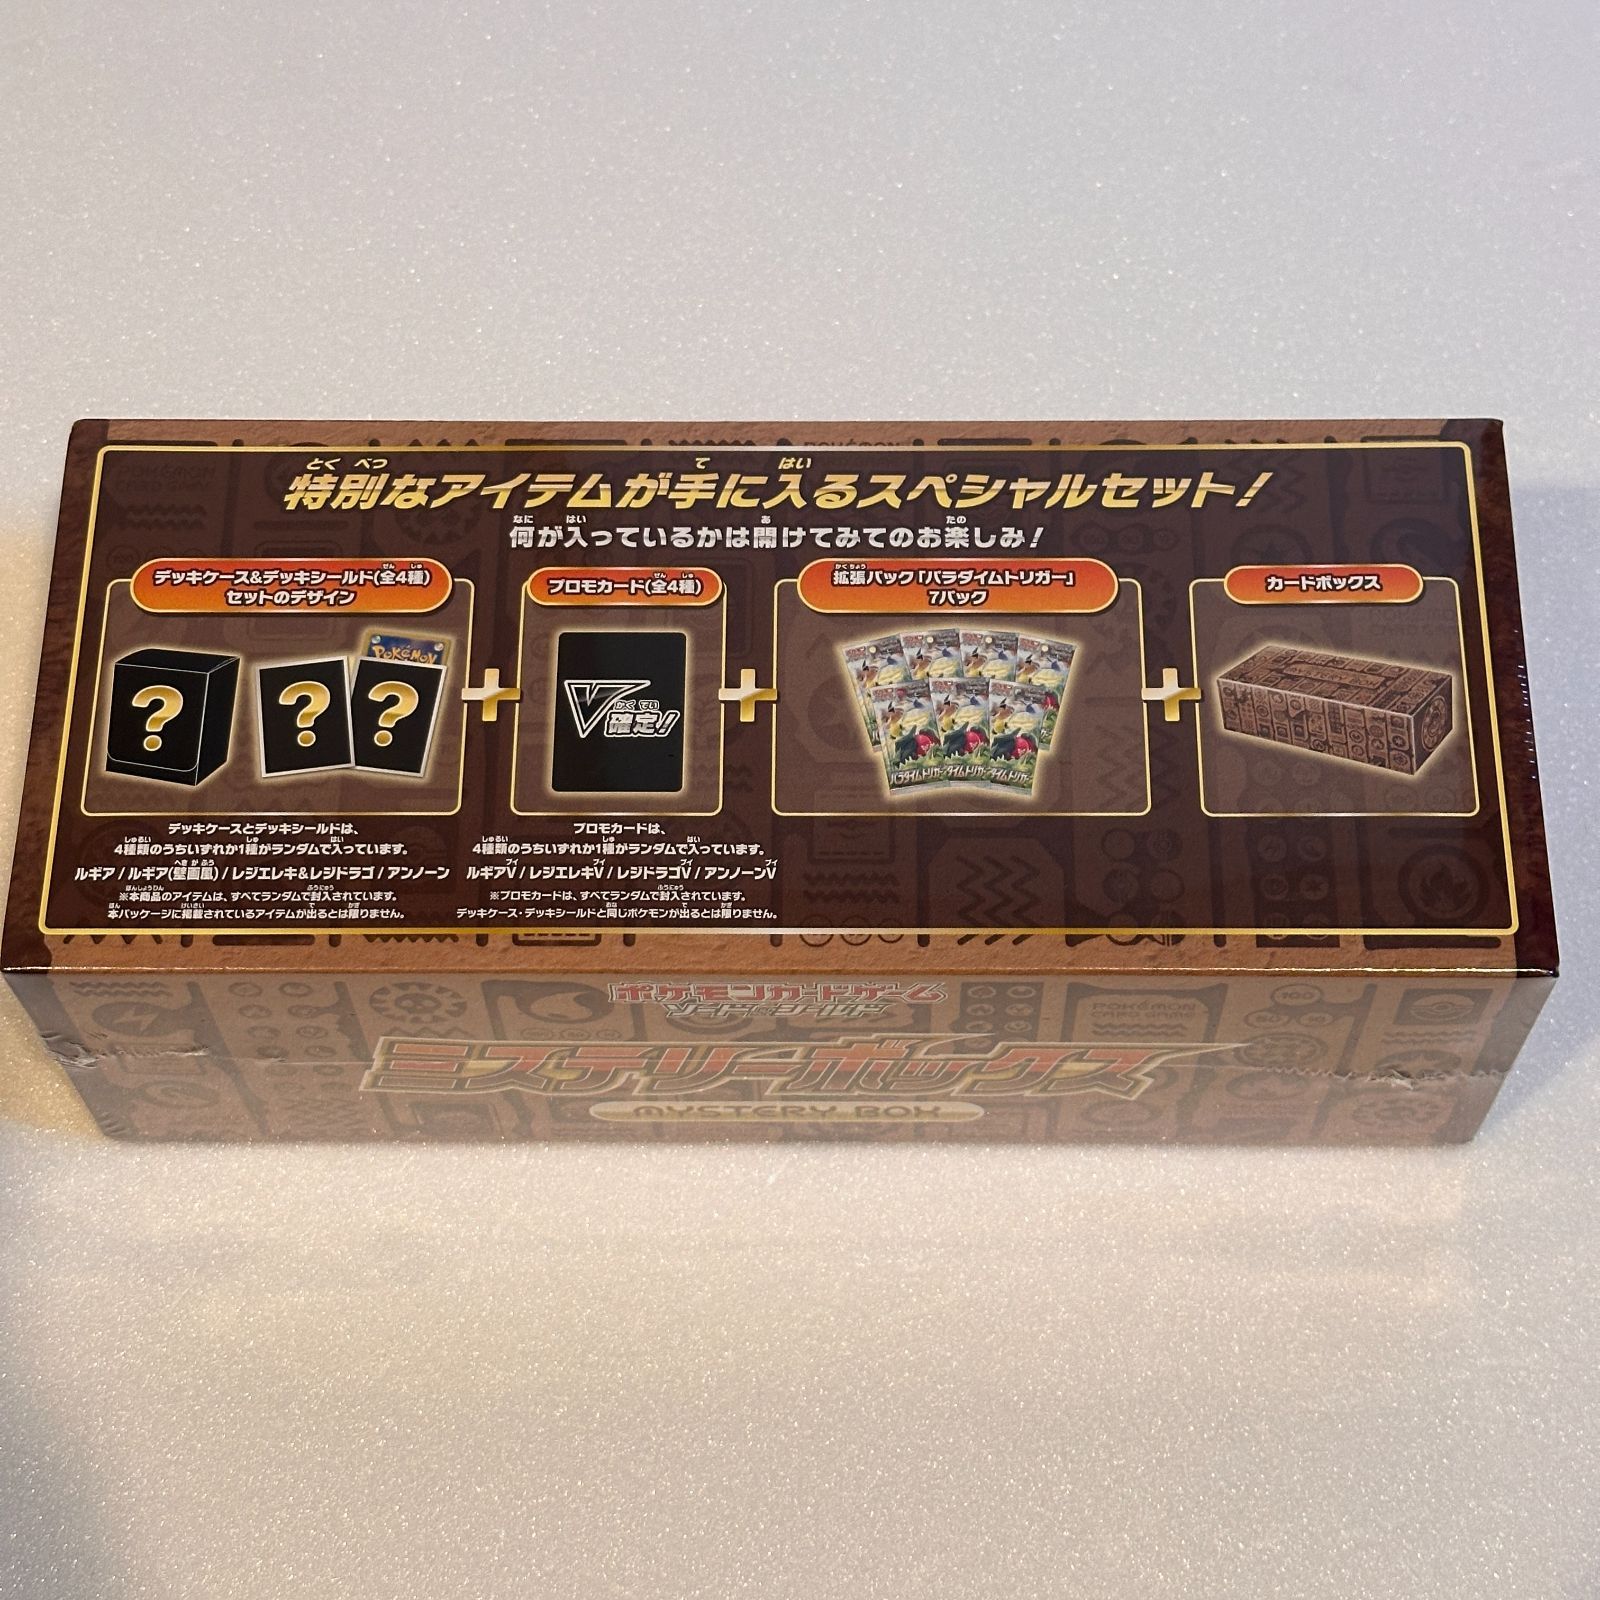 特別なアイテムが手に入るスペシャルセット!
何が入っているかは開けてみてのお楽しみ!
デッキケース&デッキシールド(全4種)
セットのデザイン
プロモカード(全4種)
拡張パック「パラダイムトリガー」
7パック
カードボックス
POKéMON
V確定!!
パラダイムトリガー
デッキケースとデッキシールドは、
4種類のうちいずれか1種がランダムで入っています。
ルギア / ルギア(壁画風) / レジエレキ&レジドラゴ / アンノーン
※本商品のアイテムは、すべてランダムで封入されています。
本パッケージに掲載されているアイテムが出るとは限りません。
プロモカードは、
4種類のうちいずれか1種がランダムで入っています。
ルギアV / レジエレキV / レジドラゴV / アンノーンV
※プロモカードは、すべてランダムで封入されています。
デッキケース・デッキシールドと同じポケモンが出るとは限りません。
ポケモンカードゲーム
ソード&シールド
ミステリーボックス
MYSTERY BOX
POKéMON
CARD GAME